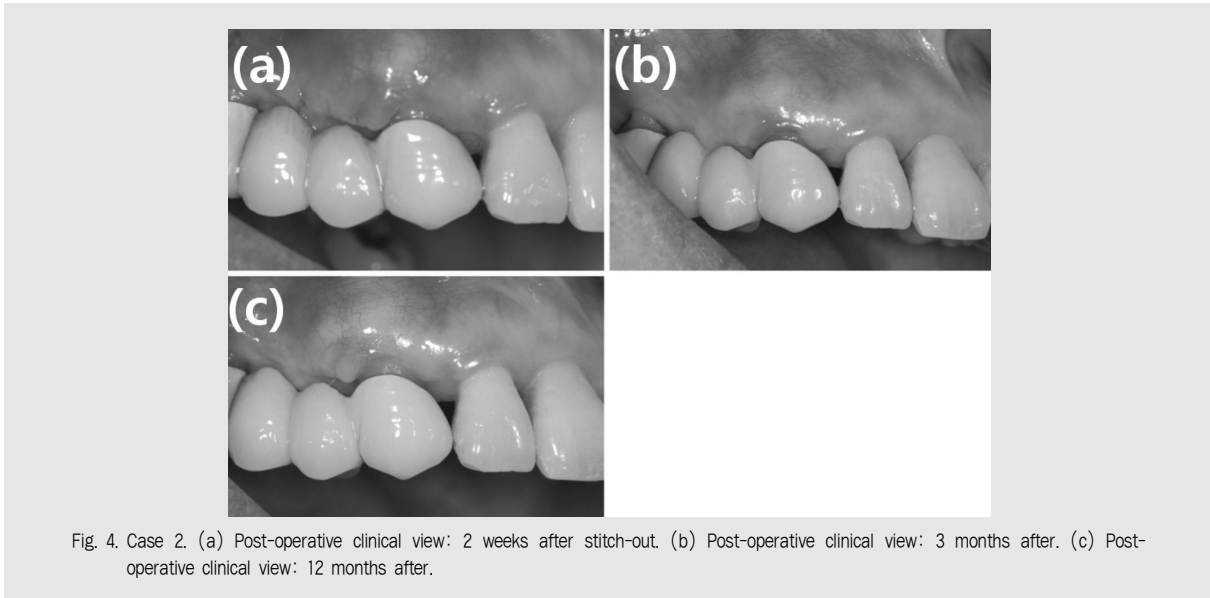 (a)
(b)
(c)
Fig. 4. Case 2. (a) Post-operative clinical view: 2 weeks after stitch-out. (b) Post-operative clinical view: 3 months after. (c) Post-
operative clinical view: 12 months after.